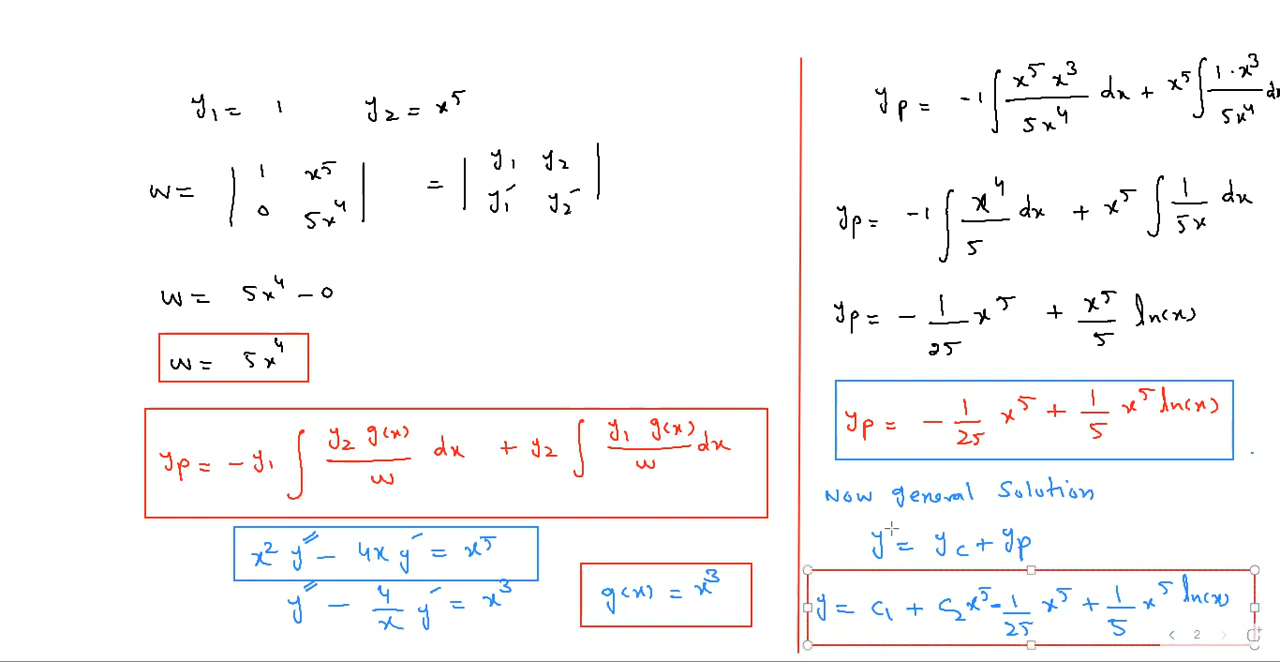 y₁ = 1    y₂ = x⁵
w = | 1  x⁵ | = | y₁  y₂ |
| 0  5x⁴ |   | y₁′  y₂′ |
w = 5x⁴ − 0
w = 5x⁴
yp = −y₁ ∫ y₂ g(x)/w dx + y₂ ∫ y₁ g(x)/w dx
x² y″ − 4x y′ = x⁵
y″ − 4/x y′ = x³
g(x) = x³
yp = −1 ∫ x⁵ x³/5x⁴ dx + x⁵ ∫ 1·x³/5x⁴ dx
yp = −1 ∫ x⁴/5 dx + x⁵ ∫ 1/5x dx
yp = − 1/25 x⁵ + x⁵/5 ln(x)
yp = − 1/25 x⁵ + 1/5 x⁵ ln(x)
Now general Solution
y = yc + yp
y = c₁ + c₂x⁵ − 1/25 x⁵ + 1/5 x⁵ ln(x)
< 2 >